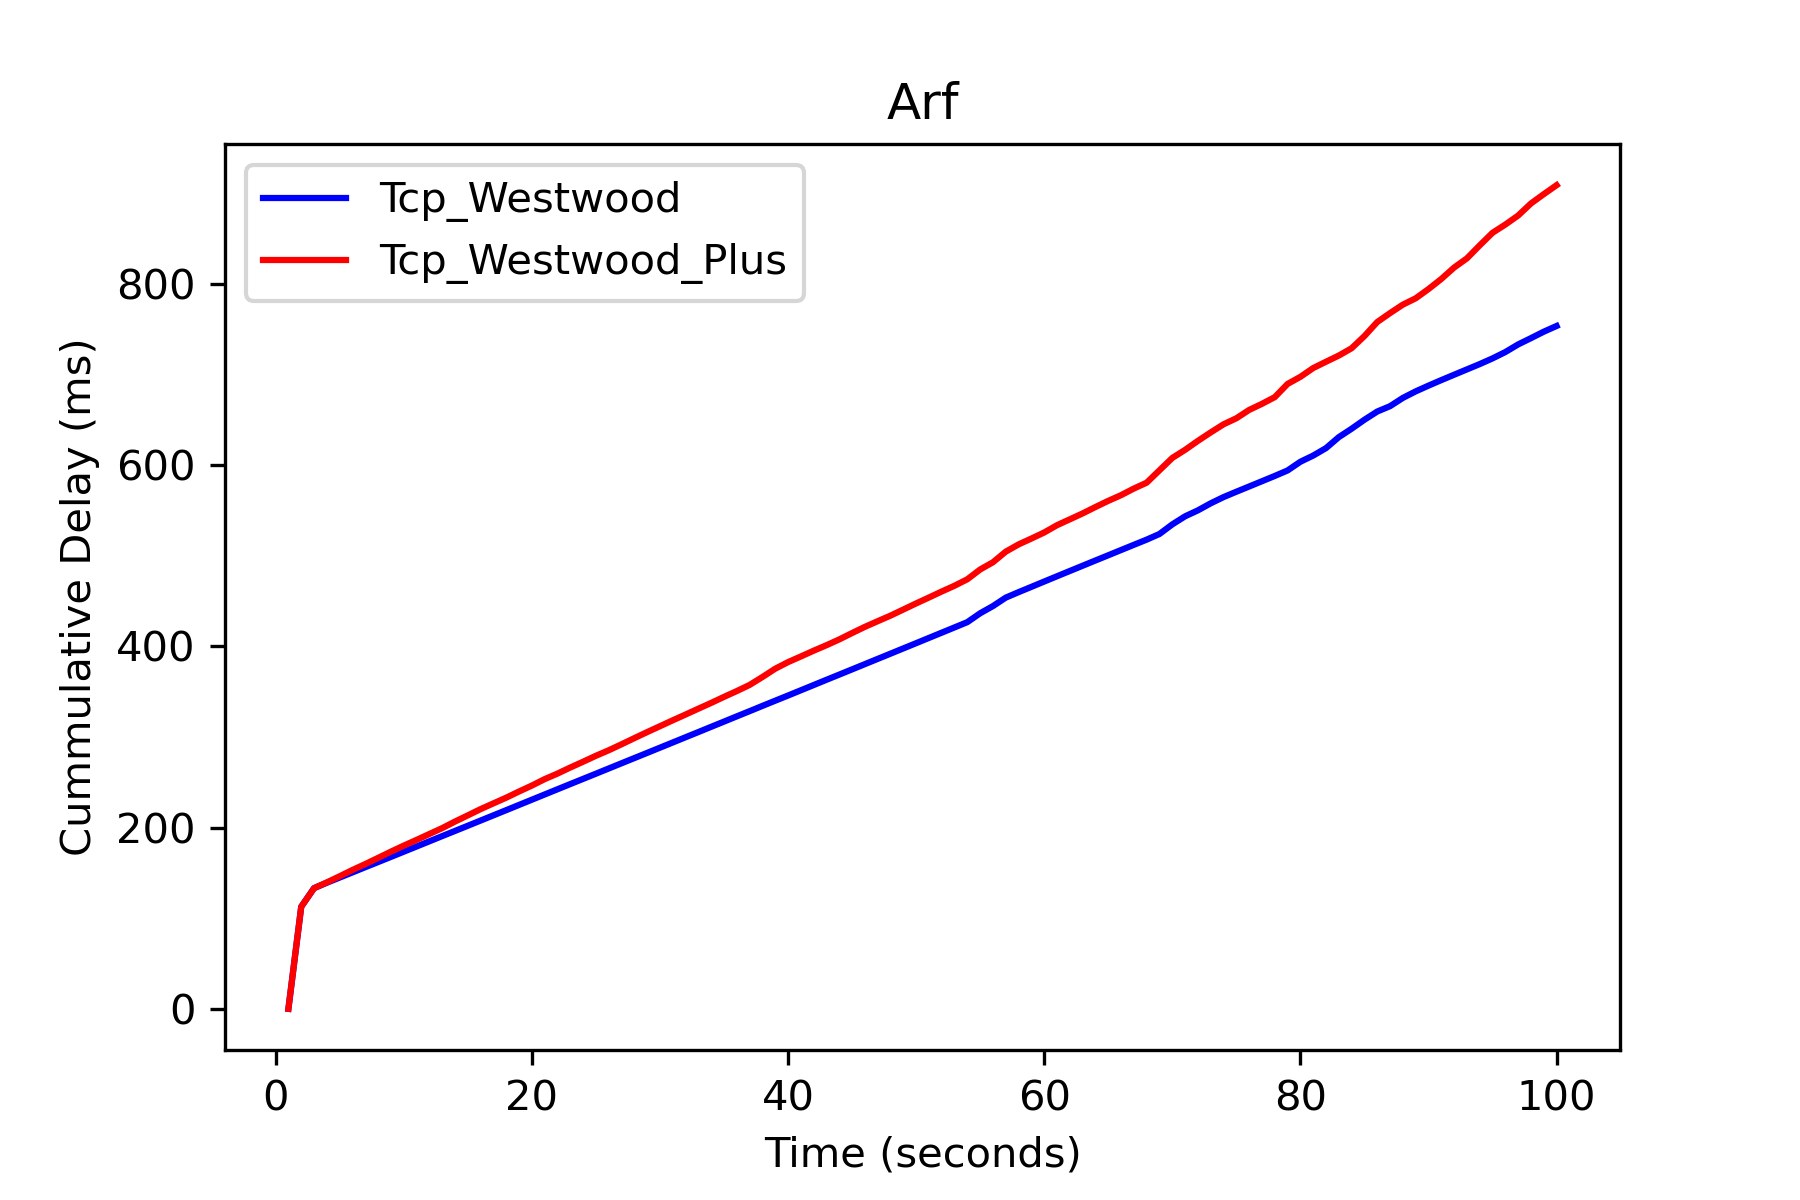 Arf
Tcp_Westwood
Tcp_Westwood_Plus
Cummulative Delay (ms)
800
600
400
200
0
0 20 40 60 80 100
Time (seconds)